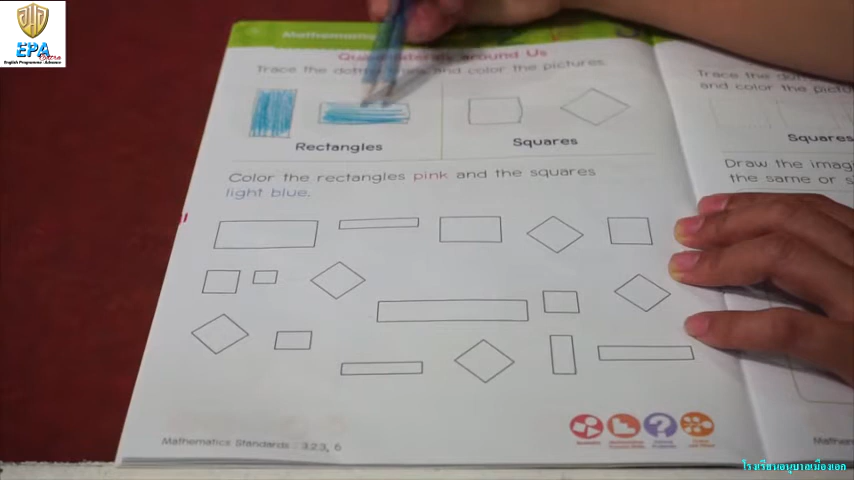 EPA Extra
English Programme : Advance
Mathematics
Quadrilaterals around Us
Trace the dotted lines and color the pictures.
Rectangles
Squares
Color the rectangles pink and the squares
light blue.
Mathematics Standards : 3.2.3, 6
Trace the
and color the
Squares
Draw the
the same or
โรงเรียนอนุบาลเมืองเอก